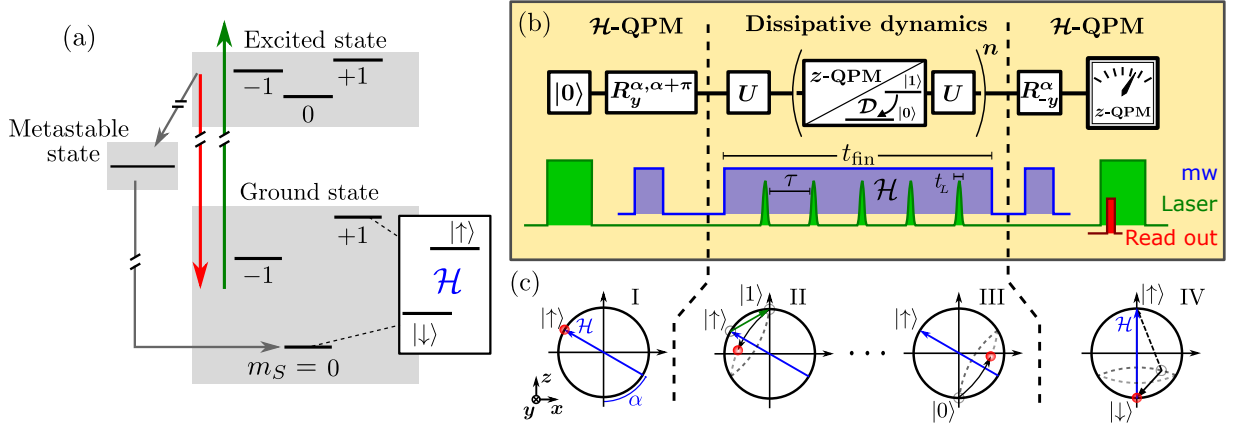 (a)
Excited state
−1
0
+1
Metastable
state
Ground state
−1
+1
m_S = 0
|↑⟩
ℋ
|↓⟩
(b)
ℋ-QPM
Dissipative dynamics
ℋ-QPM
|0⟩
R_y^{α,α+π}
U
z-QPM
|1⟩
𝒟
|0⟩
U
n
R_{-y}^{α}
z-QPM
t_fin
τ
ℋ
t_L
mw
Laser
Read out
(c)
I
|↑⟩
ℋ
α
z
y
x
II
|1⟩
|↑⟩
· · ·
III
|↑⟩
|0⟩
IV
|↑⟩
ℋ
|↓⟩